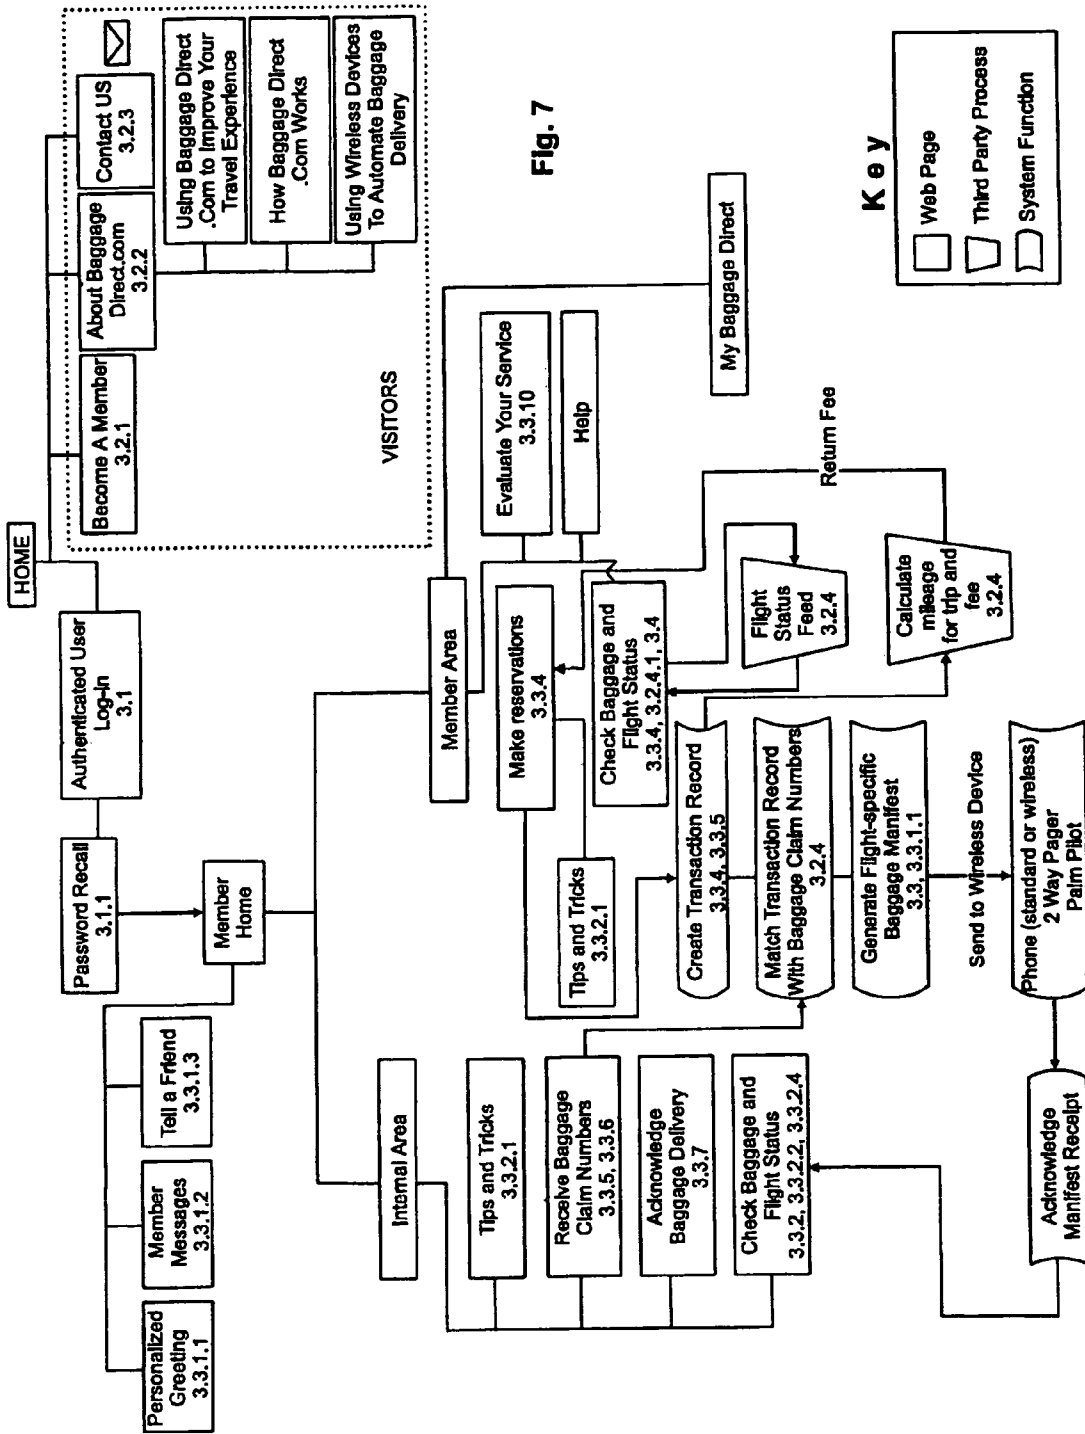 HOME
Authenticated User
Log-In
3.1
Password Recall
3.1.1
Become A Member
3.2.1
About Baggage
Direct.com
3.2.2
Contact US
3.2.3
Using Baggage Direct
.Com to Improve Your
Travel Experience
How Baggage Direct
.Com Works
Using Wireless Devices
To Automate Baggage
Delivery
VISITORS
Personalized
Greeting
3.3.1.1
Member
Messages
3.3.1.2
Tell a Friend
3.3.1.3
Member
Home
Internal Area
Tips and Tricks
3.3.2.1
Receive Baggage
Claim Numbers
3.3.5, 3.3.6
Acknowledge
Baggage Delivery
3.3.7
Check Baggage and
Flight Status
3.3.2, 3.3.2.2, 3.3.2.4
Member Area
Evaluate Your Service
3.3.10
Help
Make reservations
3.3.4
Tips and Tricks
3.3.2.1
Check Baggage and
Flight Status
3.3.4, 3.2.4.1, 3.4
My Baggage Direct
Flight
Status
Feed
3.2.4
Return Fee
Create Transaction Record
3.3.4, 3.3.5
Match Transaction Record
With Baggage Claim Numbers
3.2.4
Generate Flight-specific
Baggage Manifest
3.3, 3.3.1.1
Calculate
mileage
for trip and
fee
3.2.4
Send to Wireless Device
Phone (standard or wireless)
2 Way Pager
Palm Pilot
Acknowledge
Manifest Receipt
Fig. 7
Key
Web Page
Third Party Process
System Function